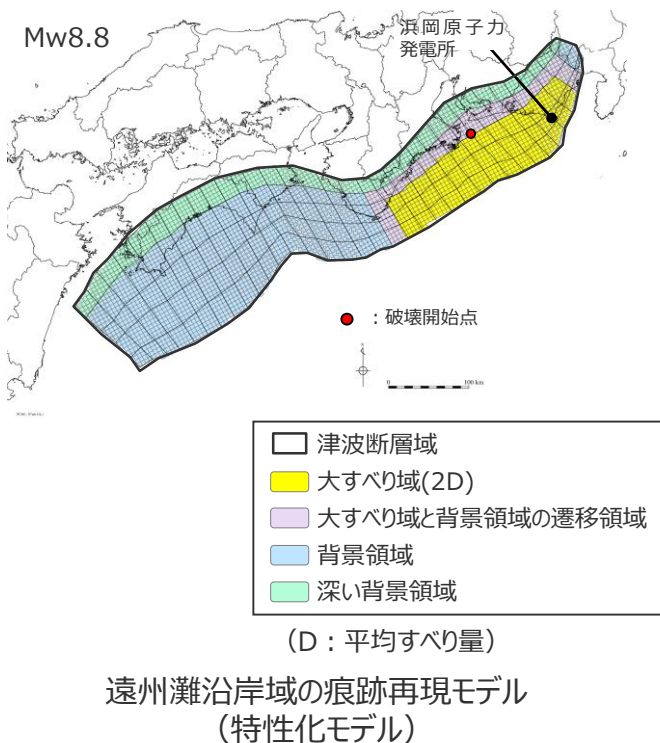 Mw8.8
浜岡原子力
発電所
：破壊開始点
0
100 km
津波断層域
大すべり域(2D)
大すべり域と背景領域の遷移領域
背景領域
深い背景領域
（D：平均すべり量）
遠州灘沿岸域の痕跡再現モデル
（特性化モデル）